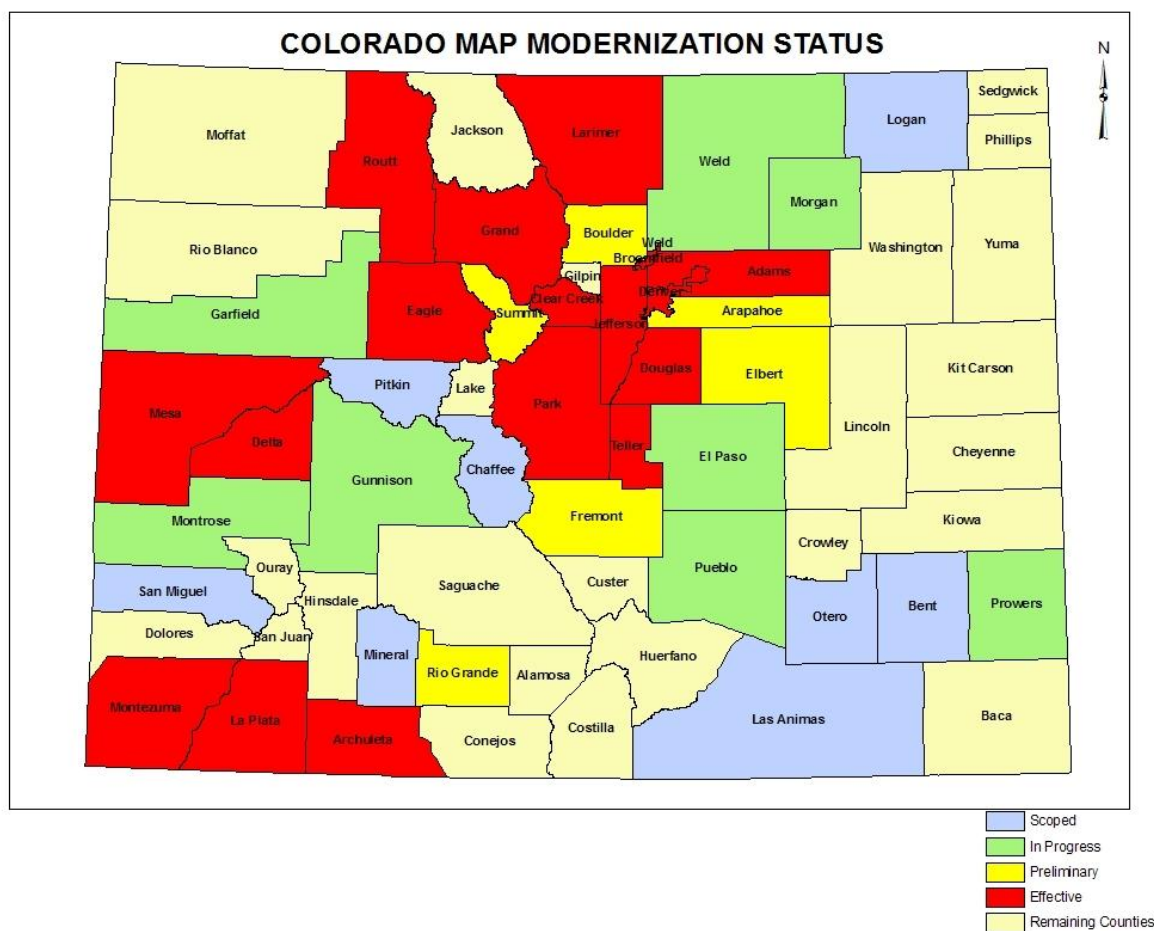 COLORADO MAP MODERNIZATION STATUS
N
Sedgwick
Logan
Jackson
Larimer
Moffat
Phillips
Routt
Weld
Morgan
Grand
Boulder
Weld
Rio Blanco
Washington
Yuma
Broomfield
Gilpin
Adams
Denver
Clear Creek
Eagle
Summit
Garfield
Arapahoe
Jefferson
Kit Carson
Douglas
Elbert
Pitkin
Lake
Park
Mesa
Lincoln
Delta
Teller
Cheyenne
El Paso
Chaffee
Gunnison
Fremont
Montrose
Kiowa
Crowley
Ouray
Pueblo
Saguache
Custer
San Miguel
Hinsdale
Prowers
Bent
Otero
Dolores
San Juan
Mineral
Huerfano
Rio Grande
Alamosa
Montezuma
La Plata
Baca
Las Animas
Costilla
Archuleta
Conejos
Scoped
In Progress
Preliminary
Effective
Remaining Counties